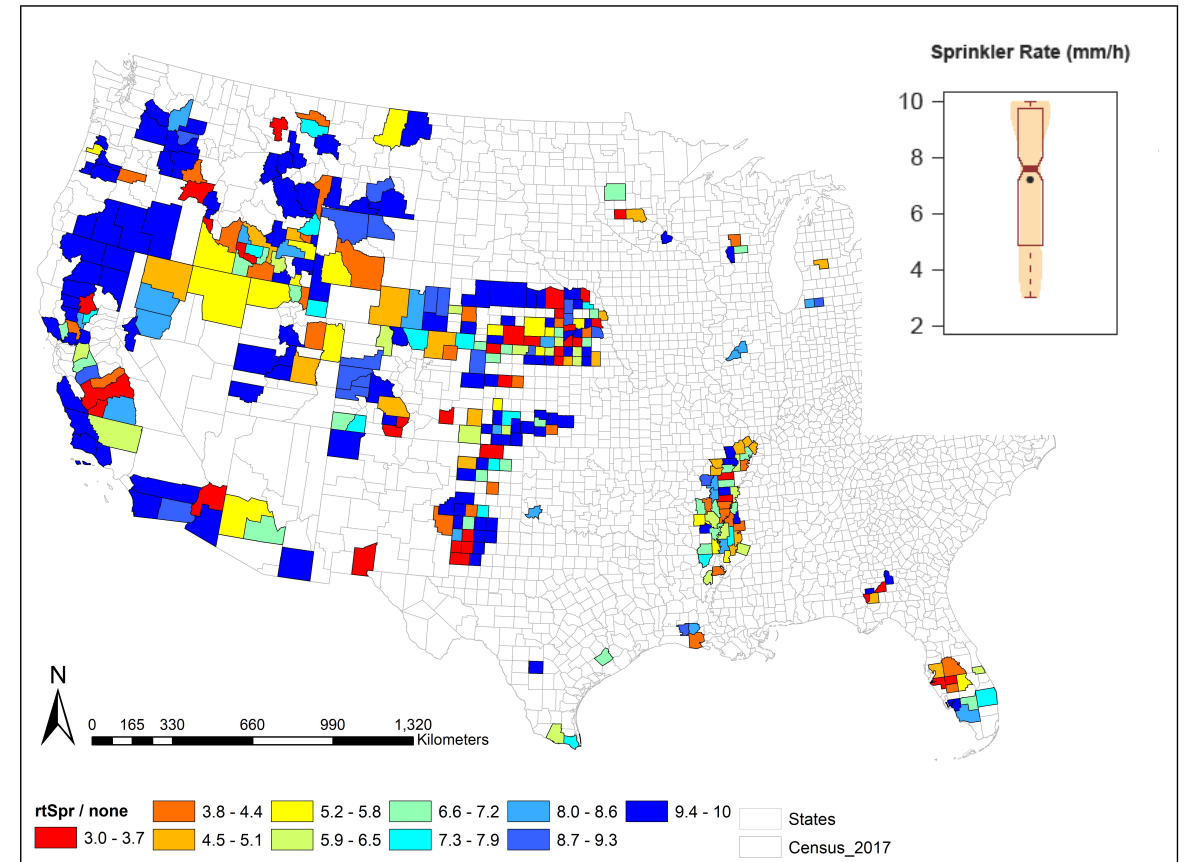 Sprinkler Rate (mm/h)
10
8
6
4
2
N
0 165 330 660 990 1,320
Kilometers
rtSpr / none 3.8 - 4.4 5.2 - 5.8 6.6 - 7.2 8.0 - 8.6 9.4 - 10 States
3.0 - 3.7 4.5 - 5.1 5.9 - 6.5 7.3 - 7.9 8.7 - 9.3 Census_2017